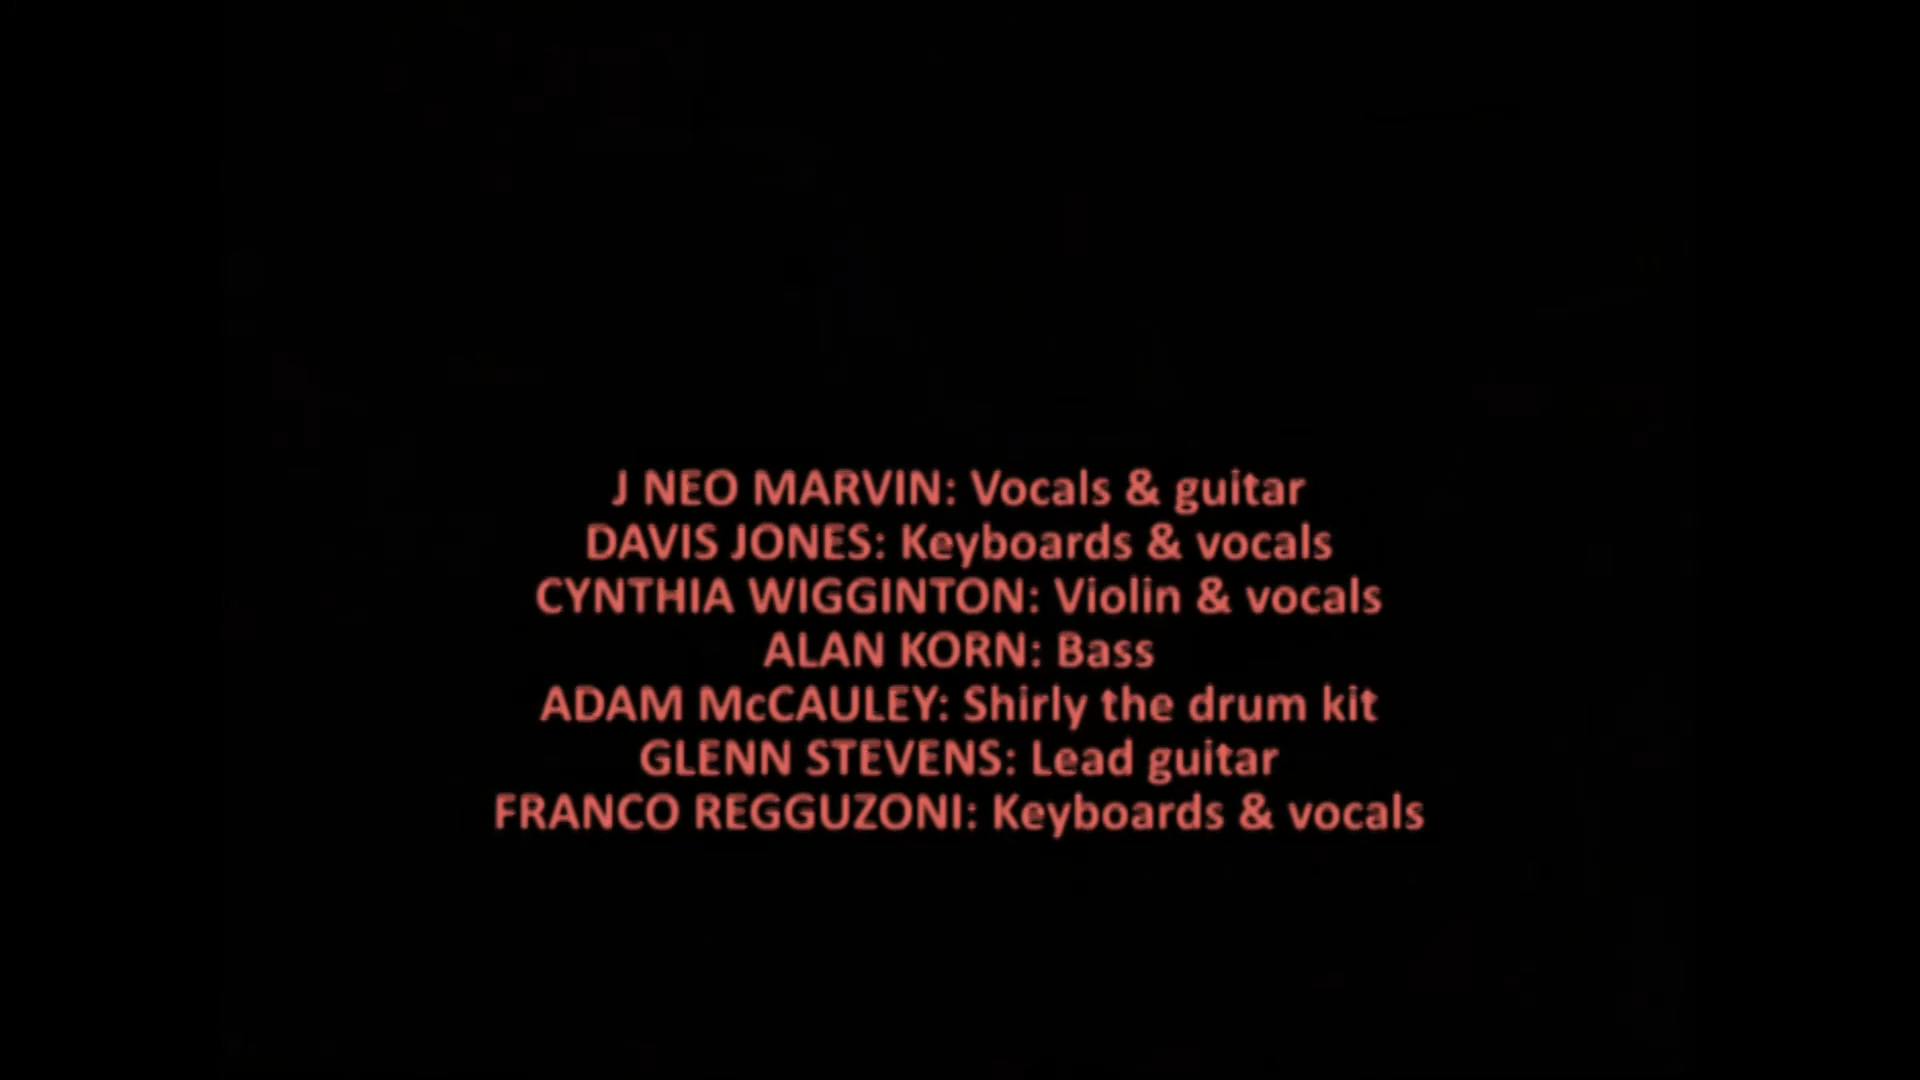 J NEO MARVIN: Vocals & guitar
DAVIS JONES: Keyboards & vocals
CYNTHIA WIGGINTON: Violin & vocals
ALAN KORN: Bass
ADAM McCAULEY: Shirly the drum kit
GLENN STEVENS: Lead guitar
FRANCO REGGUZONI: Keyboards & vocals